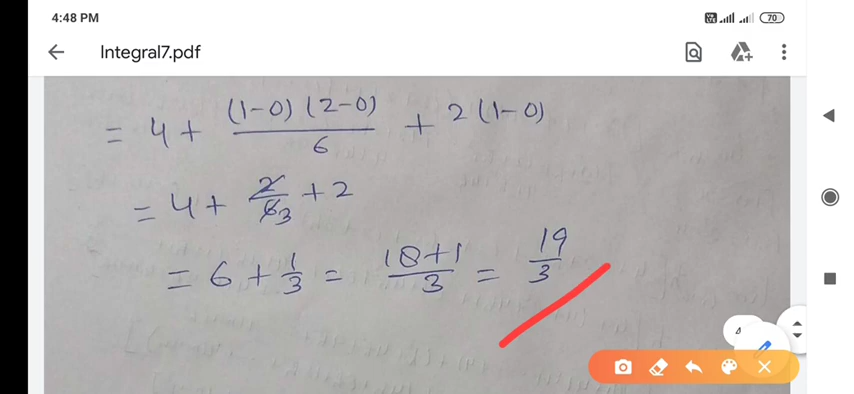 4:48 PM
70
Integral7.pdf
= 4 + (1-0) (2-0) / 6 + 2 (1-0)
= 4 + 2/6 3 + 2
= 6 + 1/3 = 18+1 / 3 = 19/3